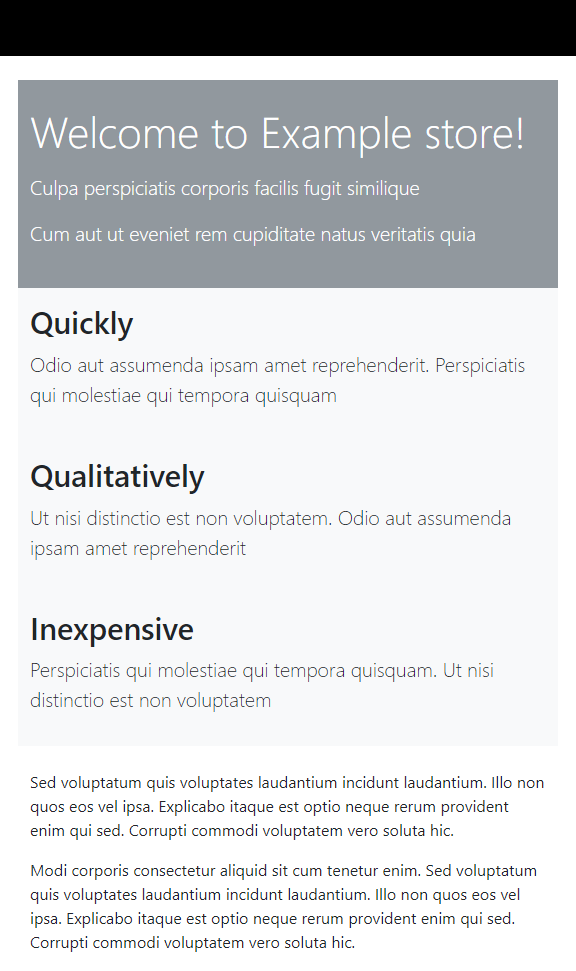 Welcome to Example store!
Culpa perspiciatis corporis facilis fugit similique
Cum aut ut eveniet rem cupiditate natus veritatis quia
Quickly
Odio aut assumenda ipsam amet reprehenderit. Perspiciatis
qui molestiae qui tempora quisquam
Qualitatively
Ut nisi distinctio est non voluptatem. Odio aut assumenda
ipsam amet reprehenderit
Inexpensive
Perspiciatis qui molestiae qui tempora quisquam. Ut nisi
distinctio est non voluptatem
Sed voluptatum quis voluptates laudantium incidunt laudantium. Illo non
quos eos vel ipsa. Explicabo itaque est optio neque rerum provident
enim qui sed. Corrupti commodi voluptatem vero soluta hic.
Modi corporis consectetur aliquid sit cum tenetur enim. Sed voluptatum
quis voluptates laudantium incidunt laudantium. Illo non quos eos vel
ipsa. Explicabo itaque est optio neque rerum provident enim qui sed.
Corrupti commodi voluptatem vero soluta hic.